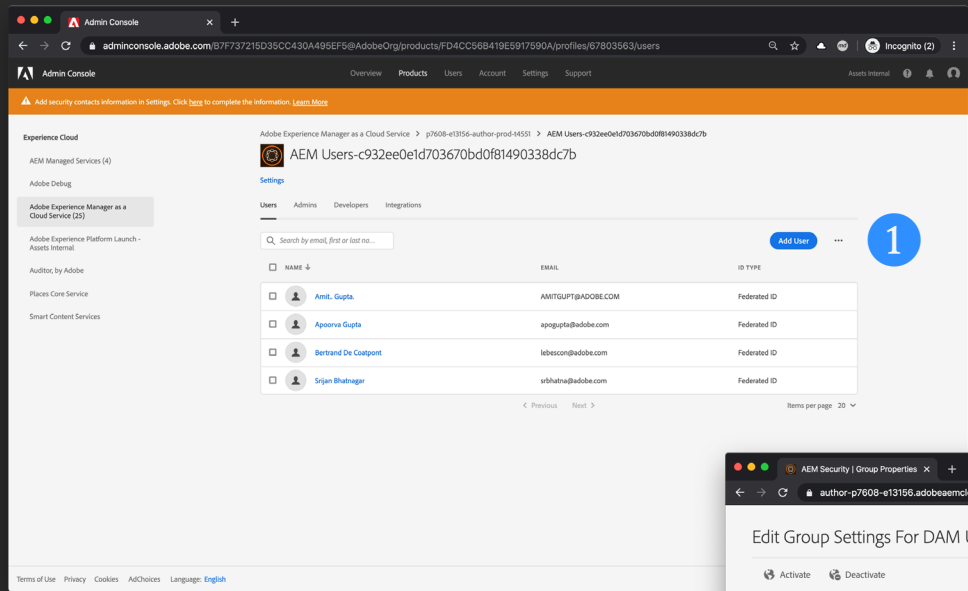 Admin Console
adminconsole.adobe.com/B7F737215D35CC430A495EF5@AdobeOrg/products/FD4CC56B419E5917590A/profiles/67803563/users
Incognito (2)
Admin Console
Overview Products Users Account Settings Support
Assets Internal
Add security contacts information in Settings. Click here to complete the information. Learn More
Experience Cloud
AEM Managed Services (4)
Adobe Debug
Adobe Experience Manager as a
Cloud Service (25)
Adobe Experience Platform Launch -
Assets Internal
Auditor, by Adobe
Places Core Service
Smart Content Services
Adobe Experience Manager as a Cloud Service > p7608-e13156-author-prod-t4551 > AEM Users-c932ee0e1d703670bd0f81490338dc7b
AEM Users-c932ee0e1d703670bd0f81490338dc7b
Settings
Users Admins Developers Integrations
Search by email, first or last na...
Add User
1
NAME EMAIL ID TYPE
Amit.. Gupta. AMITGUPT@ADOBE.COM Federated ID
Apoorva Gupta apogupta@adobe.com Federated ID
Bertrand De Coatpont lebescon@adobe.com Federated ID
Srijan Bhatnagar srbhatna@adobe.com Federated ID
Previous Next Items per page 20
AEM Security | Group Properties
author-p7608-e13156.adobeaemcl
Edit Group Settings For DAM U
Activate Deactivate
Terms of Use Privacy Cookies AdChoices Language: English